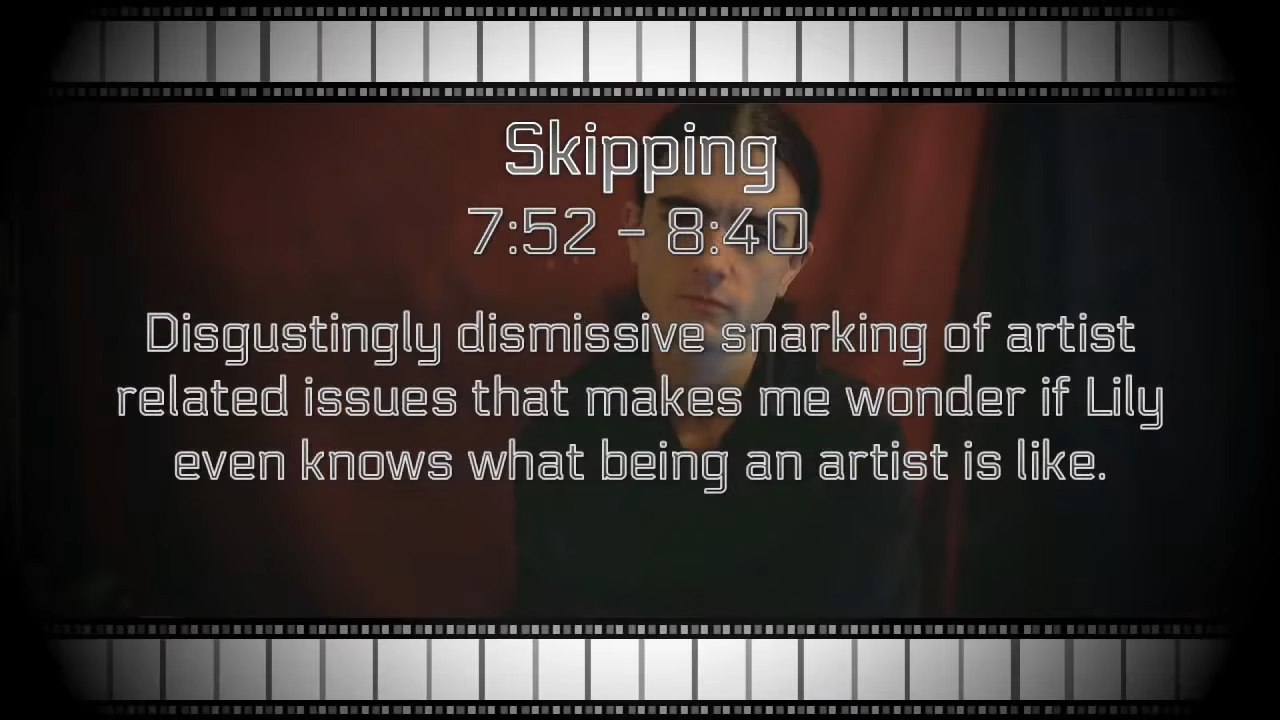 Skipping
7:52 - 8:40
Disgustingly dismissive snarking of artist
related issues that makes me wonder if Lily
even knows what being an artist is like.